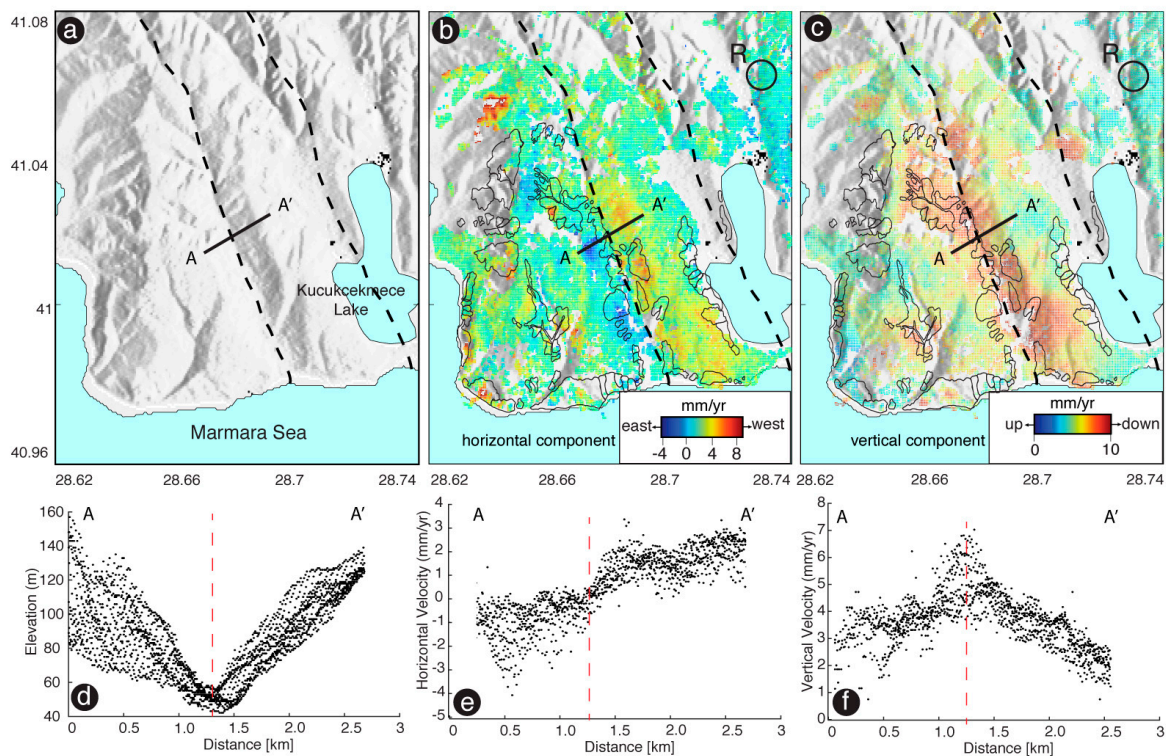 41.08
a
b
c
R
R
41.04
A'
A
A'
A
A'
A
Kucukcekmece
Lake
41
Marmara Sea
horizontal component
mm/yr
east
west
-4 0 4 8
vertical component
mm/yr
up
down
0 10
40.96
28.62 28.66 28.7 28.74
28.62 28.66 28.7 28.74
28.62 28.66 28.7 28.74
A A'
160
140
120
100
80
60
40
Elevation (m)
d
0 0.5 1.0 1.5 2.0 2.5 3
Distance [km]
A A'
4
3
2
1
0
-1
-2
-3
-4
-5
Horizontal Velocity (mm/yr)
e
0 0.5 1.0 1.5 2.0 2.5 3
Distance [km]
A A'
8
7
6
5
4
3
2
1
0
Vertical Velocity (mm/yr)
f
0 0.5 1.0 1.5 2.0 2.5 3
Distance [km]